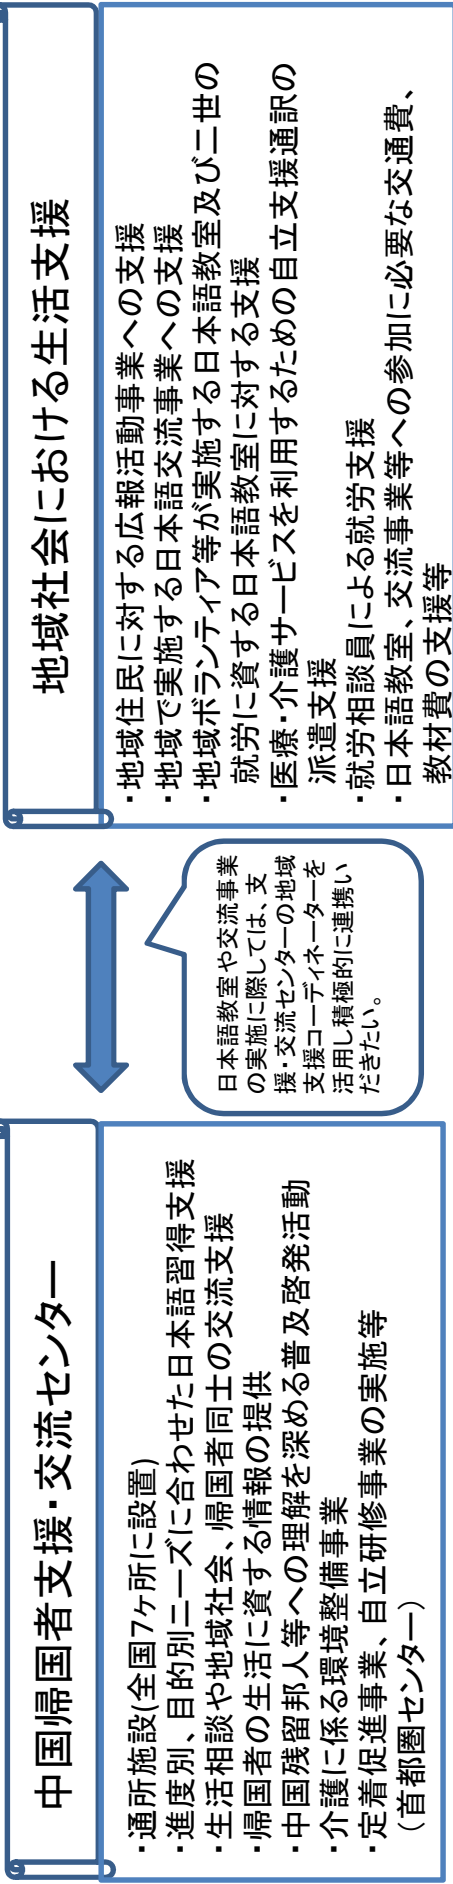 中国帰国者支援・交流センター
・通所施設(全国7ヶ所に設置)
・進度別、目的別ニーズに合わせた日本語習得支援
・生活相談や地域社会、帰国者同士の交流支援
・帰国者の生活に資する情報の提供
・中国残留邦人等への理解を深める普及啓発活動
・介護に係る環境整備事業
・定着促進事業、自立研修事業の実施等
（首都圏センター）
日本語教室や交流事業
の実施に際しては、支
援・交流センターの地域
支援コーディネーターを
活用し積極的に連携い
だきたい。
地域社会における生活支援
・地域住民に対する広報活動事業への支援
・地域で実施する日本語交流事業への支援
・地域ボランティア等が実施する日本語教室及び二世の
就労に資する日本語教室に対する支援
・医療・介護サービスを利用するための自立支援通訳の
派遣支援
・就労相談員による就労支援
・日本語教室、交流事業等への参加に必要な交通費、
教材費の支援等